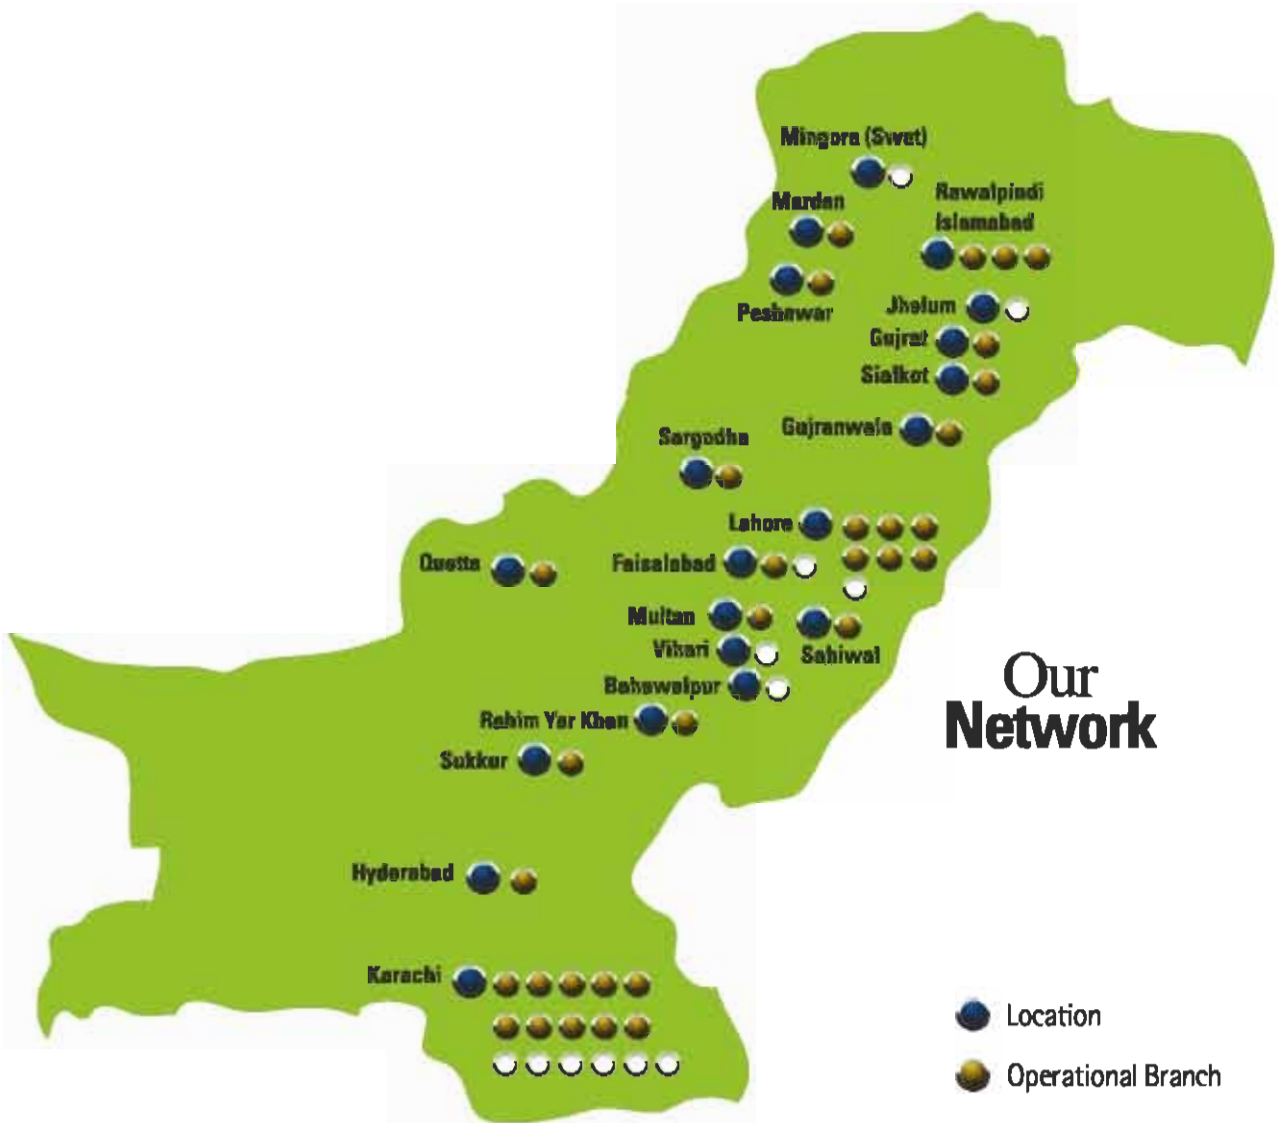 Mingora (Swat)
Rawalpindi
Islamabad
Mardan
Peshawar
Jhelum
Gujrat
Sialkot
Gujranwala
Sargodha
Lahore
Quetta
Faisalabad
Multan
Vihari
Sahiwal
Bahawalpur
Rahim Yar Khan
Sukkur
Our
Network
Hyderabad
Karachi
Location
Operational Branch